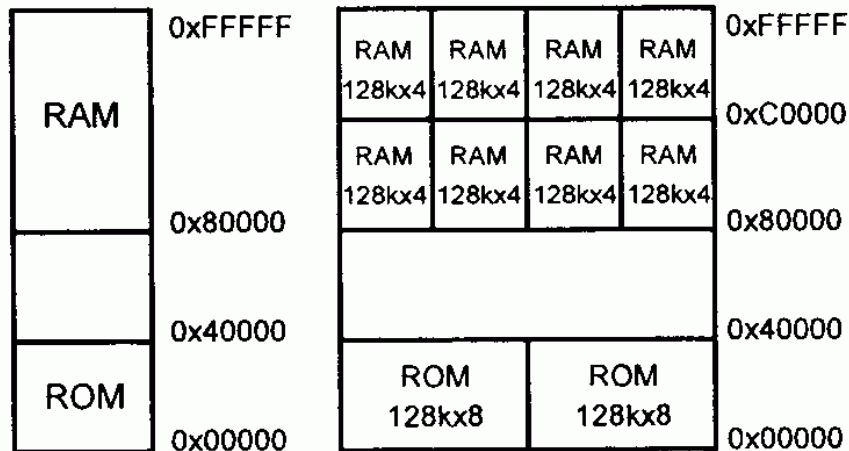 0xFFFFF
RAM
0x80000
0x40000
ROM
0x00000
RAM RAM RAM RAM 0xFFFFF
128kx4 128kx4 128kx4 128kx4
0xC0000
RAM RAM RAM RAM
128kx4 128kx4 128kx4 128kx4
0x80000
0x40000
ROM ROM
128kx8 128kx8
0x00000